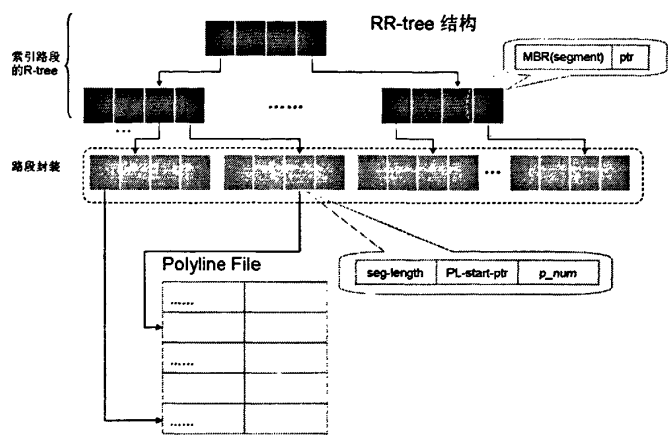 RR-tree 结构
索引路段
的R-tree
MBR(segment) ptr
......
...
路段封装
...
seg-length PL-start-ptr p_num
Polyline File
......
......
......